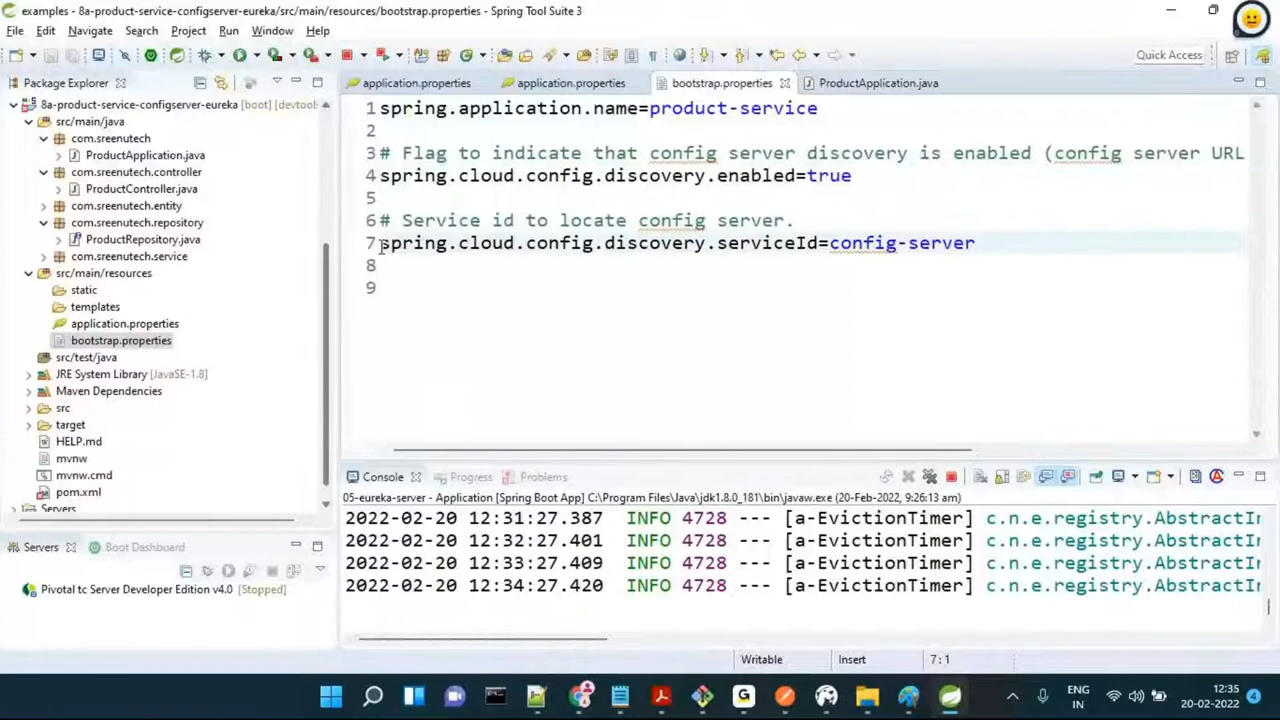 examples - 8a-product-service-configserver-eureka/src/main/resources/bootstrap.properties - Spring Tool Suite 3
File Edit Navigate Search Project Run Window Help
Quick Access
Package Explorer
8a-product-service-configserver-eureka [boot] [devtools
src/main/java
com.sreenutech
ProductApplication.java
com.sreenutech.controller
ProductController.java
com.sreenutech.entity
com.sreenutech.repository
ProductRepository.java
com.sreenutech.service
src/main/resources
static
templates
application.properties
bootstrap.properties
src/test/java
JRE System Library [JavaSE-1.8]
Maven Dependencies
src
target
HELP.md
mvnw
mvnw.cmd
pom.xml
Servers
Servers Boot Dashboard
Pivotal tc Server Developer Edition v4.0 [Stopped]
application.properties application.properties bootstrap.properties ProductApplication.java
1 spring.application.name=product-service
2
3 # Flag to indicate that config server discovery is enabled (config server URL
4 spring.cloud.config.discovery.enabled=true
5
6 # Service id to locate config server.
7 spring.cloud.config.discovery.serviceId=config-server
8
9
Console Progress Problems
05-eureka-server - Application [Spring Boot App] C:\Program Files\Java\jdk1.8.0_181\bin\javaw.exe (20-Feb-2022, 9:26:13 am)
2022-02-20 12:31:27.387 INFO 4728 --- [a-EvictionTimer] c.n.e.registry.AbstractI
2022-02-20 12:32:27.401 INFO 4728 --- [a-EvictionTimer] c.n.e.registry.AbstractI
2022-02-20 12:33:27.409 INFO 4728 --- [a-EvictionTimer] c.n.e.registry.AbstractI
2022-02-20 12:34:27.420 INFO 4728 --- [a-EvictionTimer] c.n.e.registry.AbstractI
Writable Insert 7:1
ENG
IN
12:35
20-02-2022